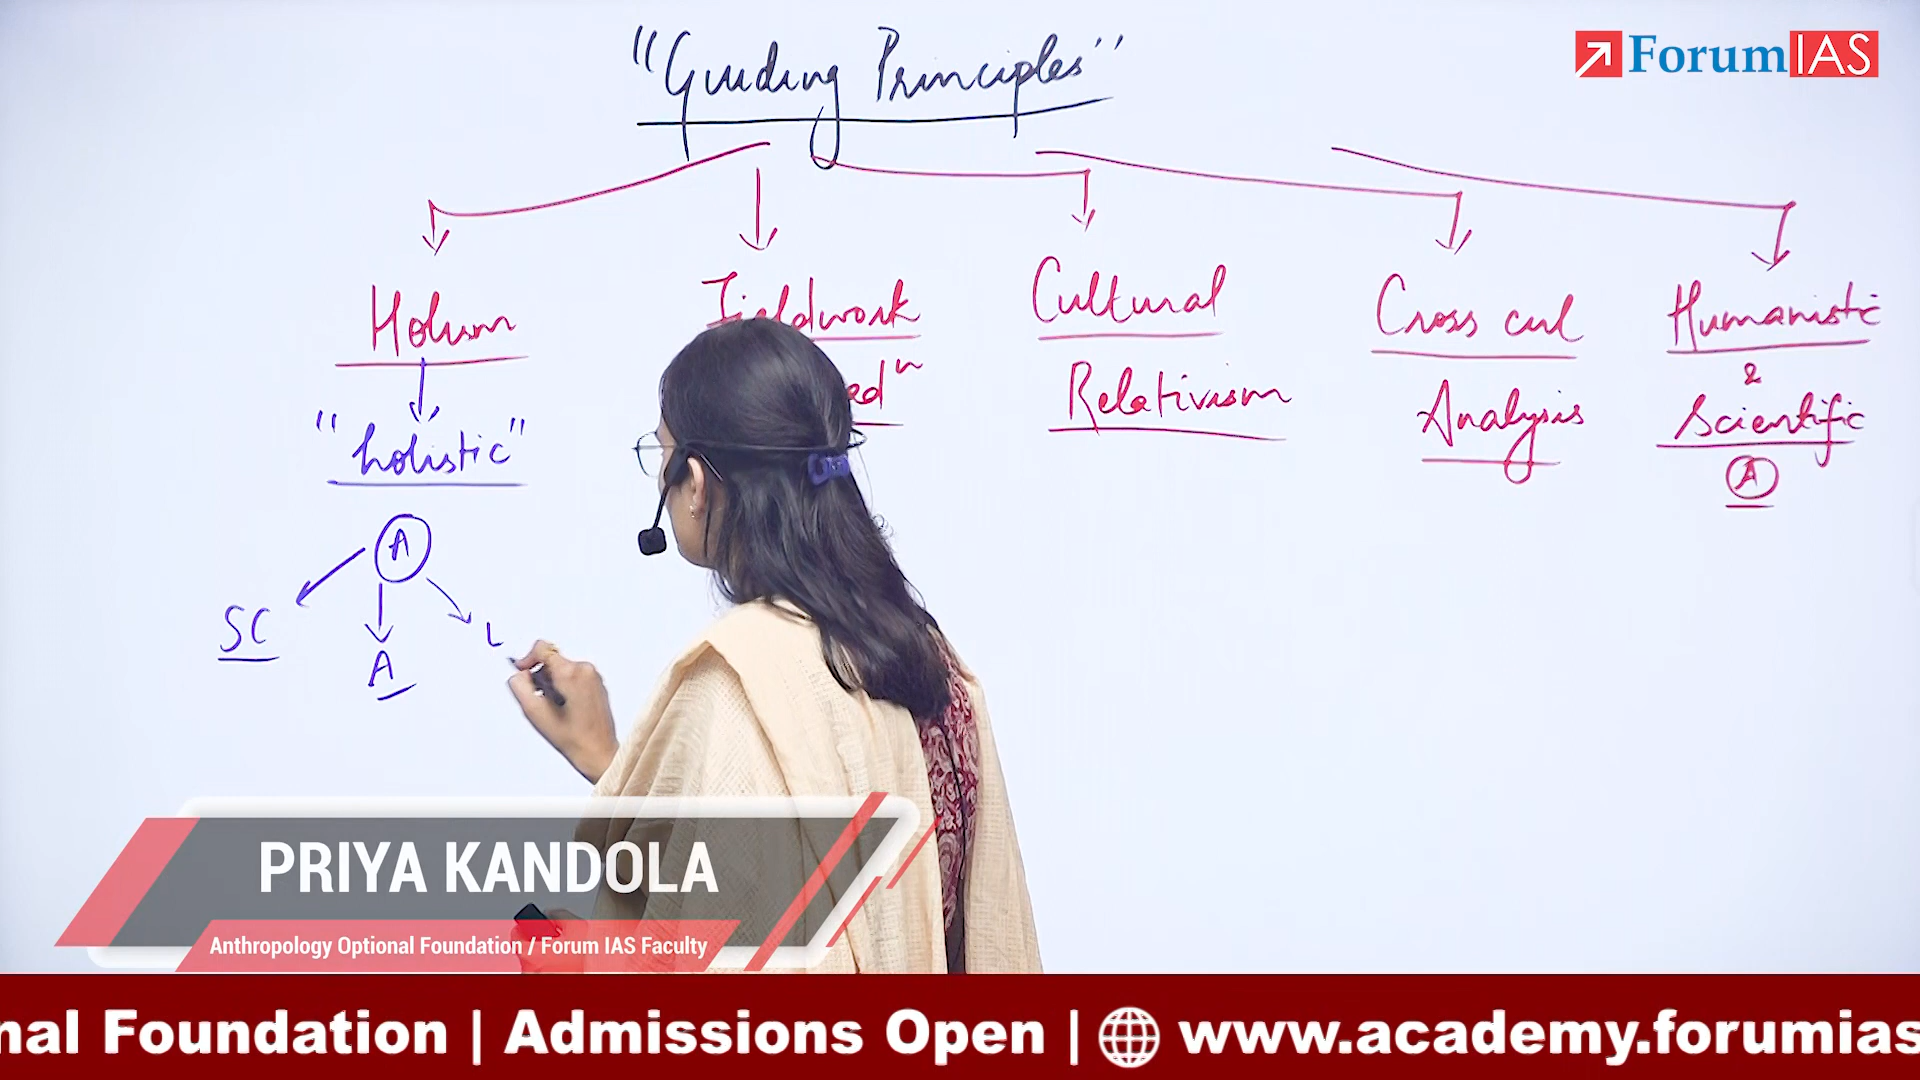 "Guiding Principles"
ForumIAS
Holism
Fieldwork
Cultural
Relativism
Cross cul
Analysis
Humanistic
&
Scientific
A
"holistic"
A
SC
A
L
PRIYA KANDOLA
Anthropology Optional Foundation / Forum IAS Faculty
nal Foundation | Admissions Open | www.academy.forumias